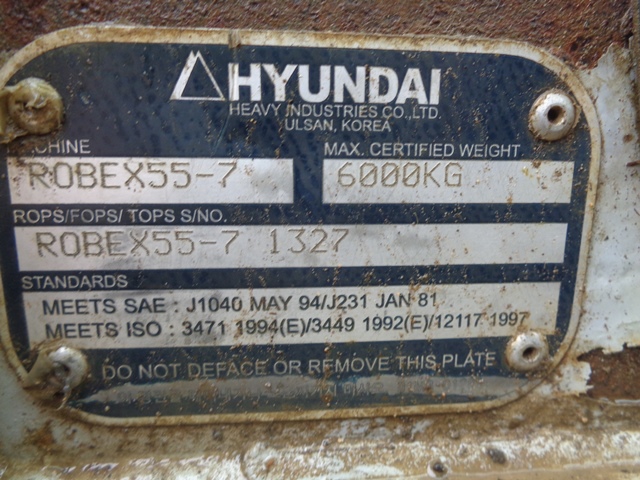 HYUNDAI
HEAVY INDUSTRIES CO.,LTD.
ULSAN, KOREA
MACHINE MAX. CERTIFIED WEIGHT
ROBEX55-7 6000KG
ROPS/FOPS/ TOPS S/NO.
ROBEX55-7 1327
STANDARDS
MEETS SAE : J1040 MAY 94/J231 JAN 81
MEETS ISO : 3471 1994(E)/3449 1992(E)/12117 1997
DO NOT DEFACE OR REMOVE THIS PLATE